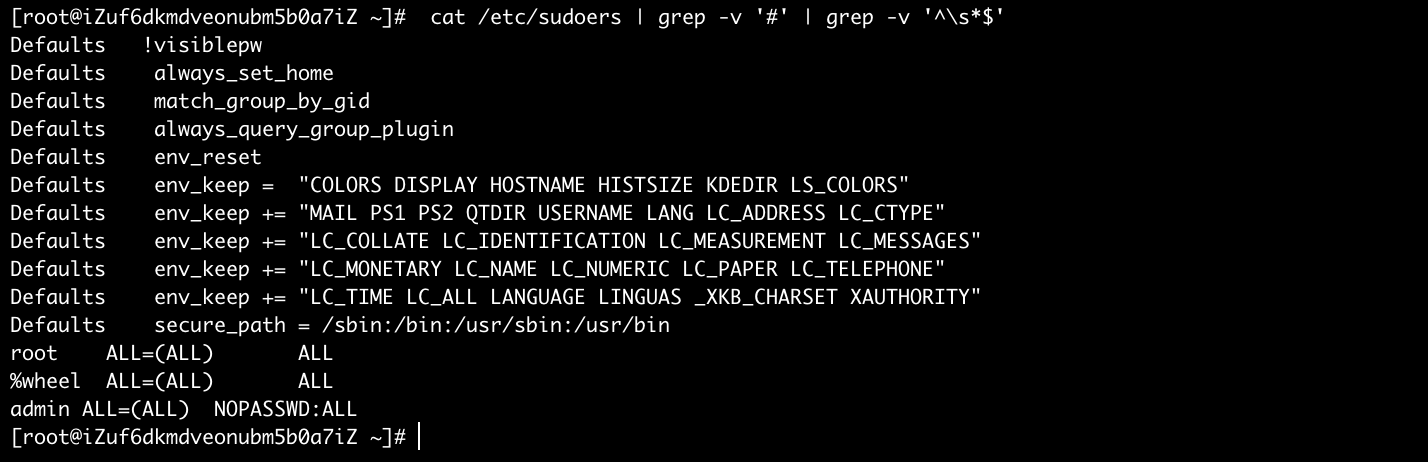 [root@iZuf6dkmdveonubm5b0a7iZ ~]#  cat /etc/sudoers | grep -v '#' | grep -v '^\s*$'
Defaults   !visiblepw
Defaults    always_set_home
Defaults    match_group_by_gid
Defaults    always_query_group_plugin
Defaults    env_reset
Defaults    env_keep =  "COLORS DISPLAY HOSTNAME HISTSIZE KDEDIR LS_COLORS"
Defaults    env_keep += "MAIL PS1 PS2 QTDIR USERNAME LANG LC_ADDRESS LC_CTYPE"
Defaults    env_keep += "LC_COLLATE LC_IDENTIFICATION LC_MEASUREMENT LC_MESSAGES"
Defaults    env_keep += "LC_MONETARY LC_NAME LC_NUMERIC LC_PAPER LC_TELEPHONE"
Defaults    env_keep += "LC_TIME LC_ALL LANGUAGE LINGUAS _XKB_CHARSET XAUTHORITY"
Defaults    secure_path = /sbin:/bin:/usr/sbin:/usr/bin
root    ALL=(ALL)       ALL
%wheel  ALL=(ALL)       ALL
admin ALL=(ALL)  NOPASSWD:ALL
[root@iZuf6dkmdveonubm5b0a7iZ ~]#